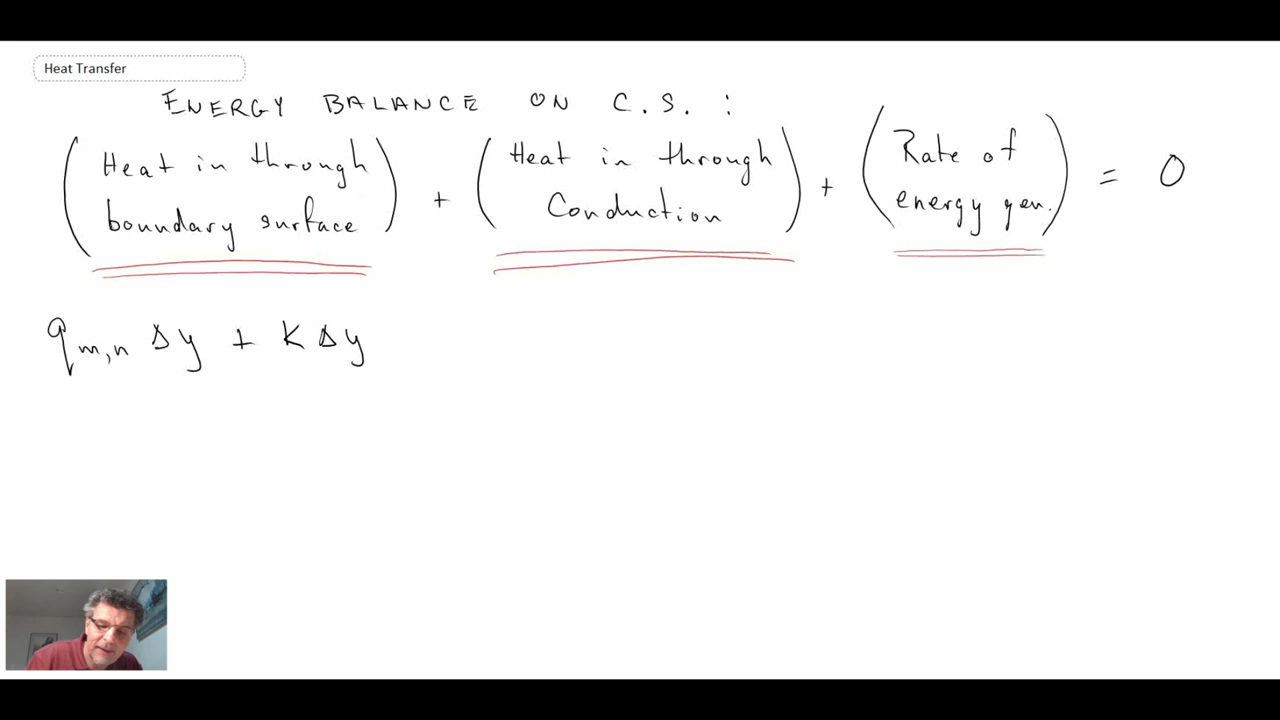 Heat Transfer
ENERGY BALANCE ON C.S. :
(Heat in through boundary surface) + (Heat in through Conduction) + (Rate of energy gen.) = 0
q_{m,n} Δy + K Δy